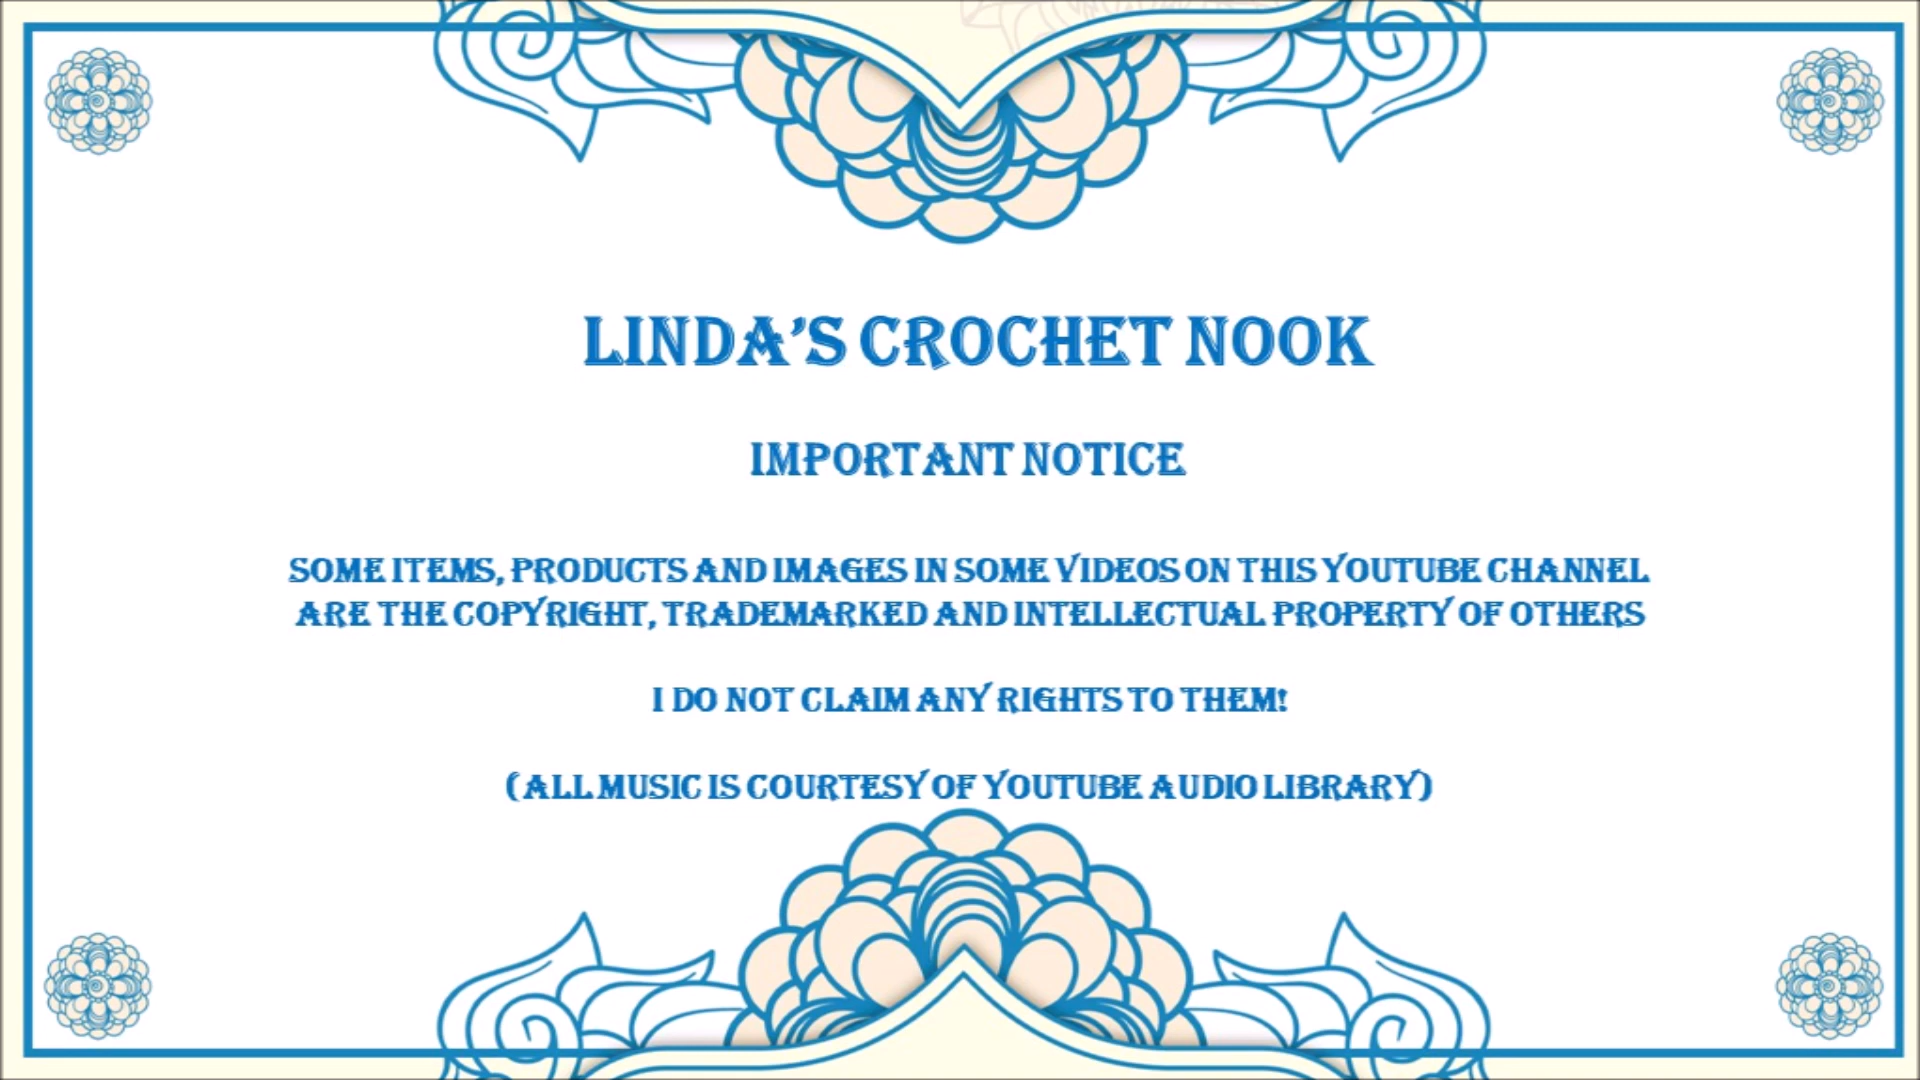 LINDA'S CROCHET NOOK
IMPORTANT NOTICE
SOME ITEMS, PRODUCTS AND IMAGES IN SOME VIDEOS ON THIS YOUTUBE CHANNEL
ARE THE COPYRIGHT, TRADEMARKED AND INTELLECTUAL PROPERTY OF OTHERS
I DO NOT CLAIM ANY RIGHTS TO THEM!
(ALL MUSIC IS COURTESY OF YOUTUBE AUDIO LIBRARY)